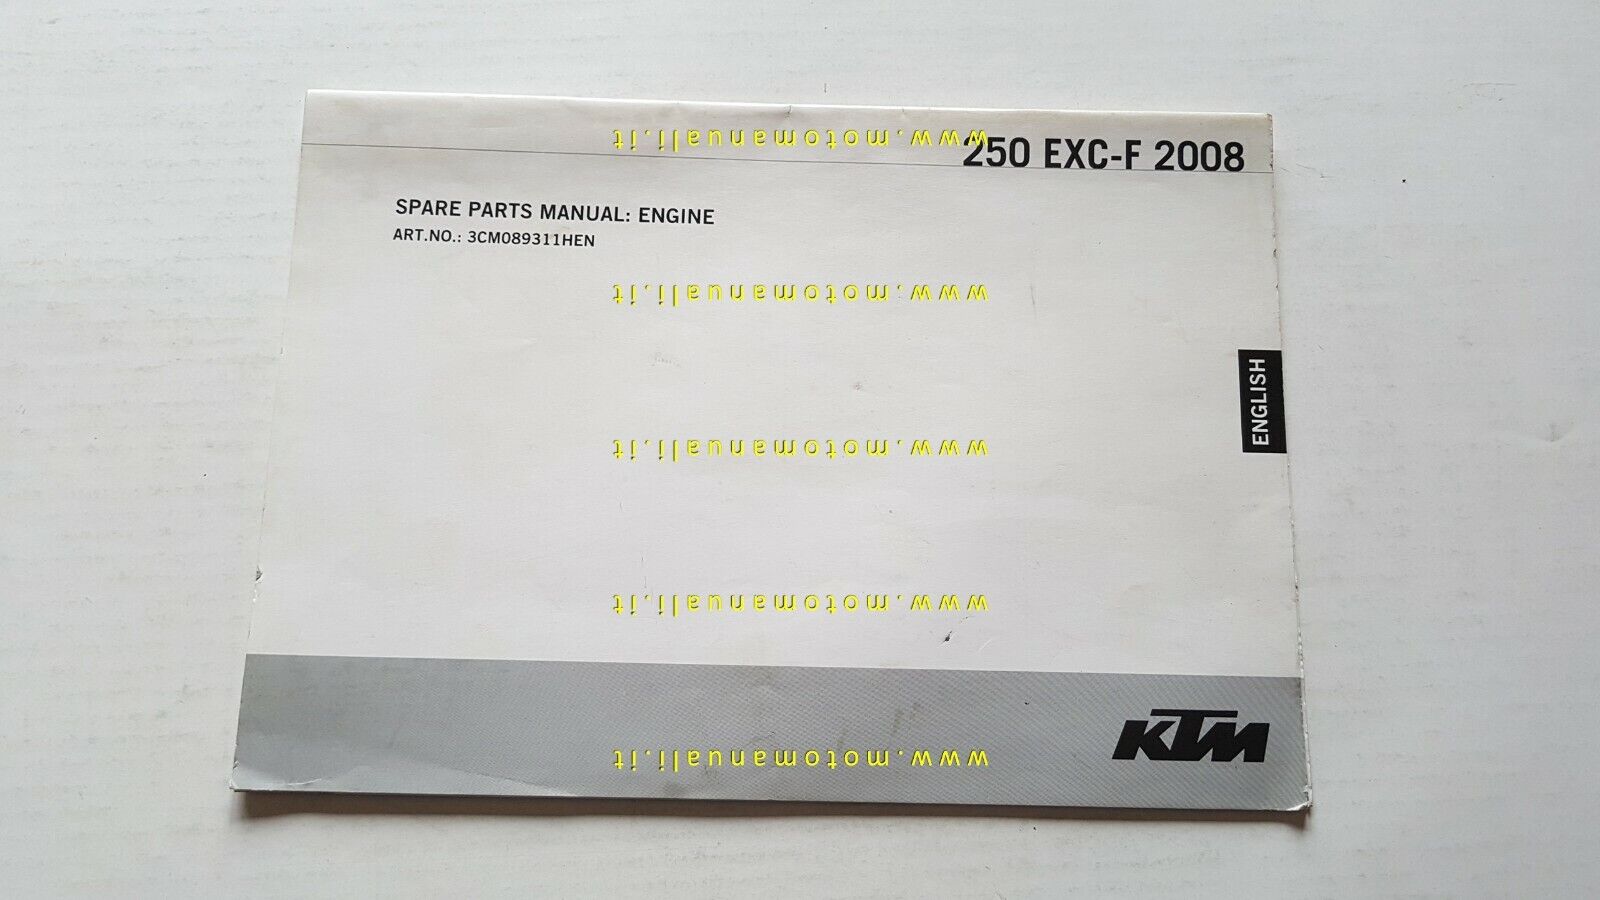 www.motomanuali.it
250 EXC-F 2008
SPARE PARTS MANUAL: ENGINE
ART.NO.: 3CM089311HEN
www.motomanuali.it
ENGLISH
www.motomanuali.it
www.motomanuali.it
KTM
www.motomanuali.it